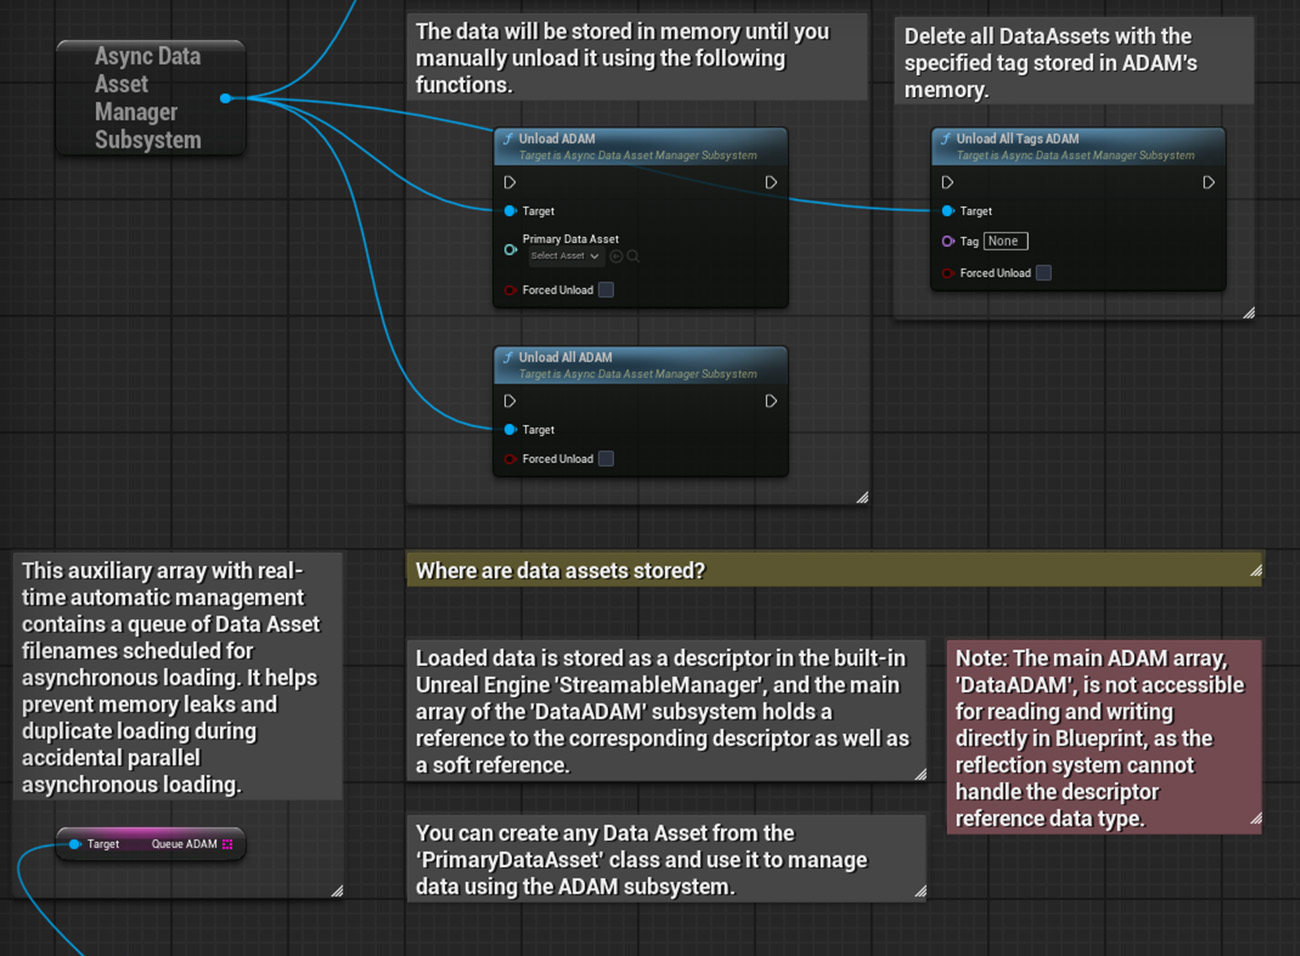 Async Data
Asset
Manager
Subsystem
The data will be stored in memory until you
manually unload it using the following
functions.
Unload ADAM
Target is Async Data Asset Manager Subsystem
Target
Primary Data Asset
Select Asset
Forced Unload
Unload All ADAM
Target is Async Data Asset Manager Subsystem
Target
Forced Unload
Delete all DataAssets with the
specified tag stored in ADAM's
memory.
Unload All Tags ADAM
Target is Async Data Asset Manager Subsystem
Target
Tag None
Forced Unload
This auxiliary array with real-
time automatic management
contains a queue of Data Asset
filenames scheduled for
asynchronous loading. It helps
prevent memory leaks and
duplicate loading during
accidental parallel
asynchronous loading.
Target Queue ADAM
Where are data assets stored?
Loaded data is stored as a descriptor in the built-in
Unreal Engine 'StreamableManager', and the main
array of the 'DataADAM' subsystem holds a
reference to the corresponding descriptor as well as
a soft reference.
You can create any Data Asset from the
‘PrimaryDataAsset’ class and use it to manage
data using the ADAM subsystem.
Note: The main ADAM array,
'DataADAM', is not accessible
for reading and writing
directly in Blueprint, as the
reflection system cannot
handle the descriptor
reference data type.